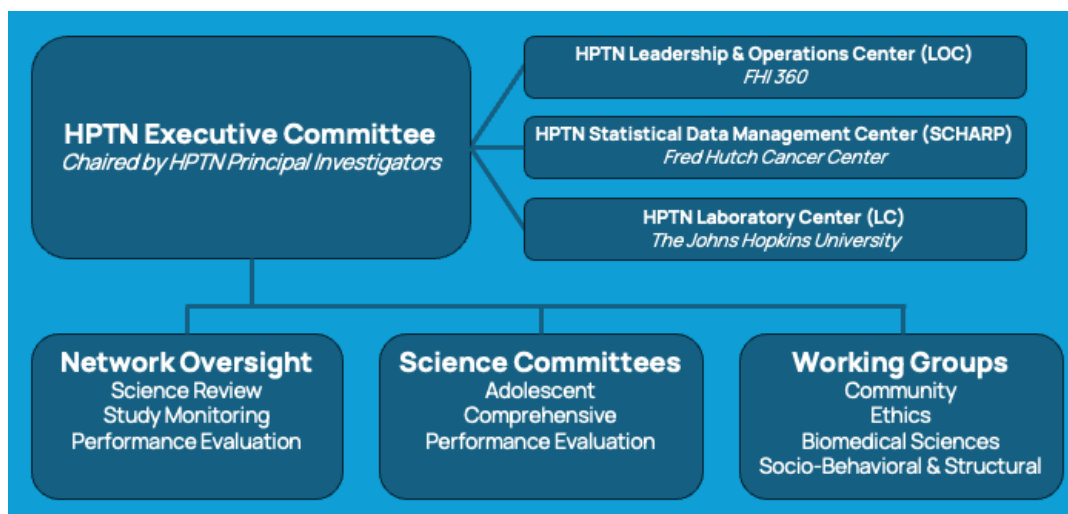 HPTN Executive Committee
Chaired by HPTN Principal Investigators
HPTN Leadership & Operations Center (LOC)
FHI 360
HPTN Statistical Data Management Center (SCHARP)
Fred Hutch Cancer Center
HPTN Laboratory Center (LC)
The Johns Hopkins University
Network Oversight
Science Review
Study Monitoring
Performance Evaluation
Science Committees
Adolescent
Comprehensive
Performance Evaluation
Working Groups
Community
Ethics
Biomedical Sciences
Socio-Behavioral & Structural